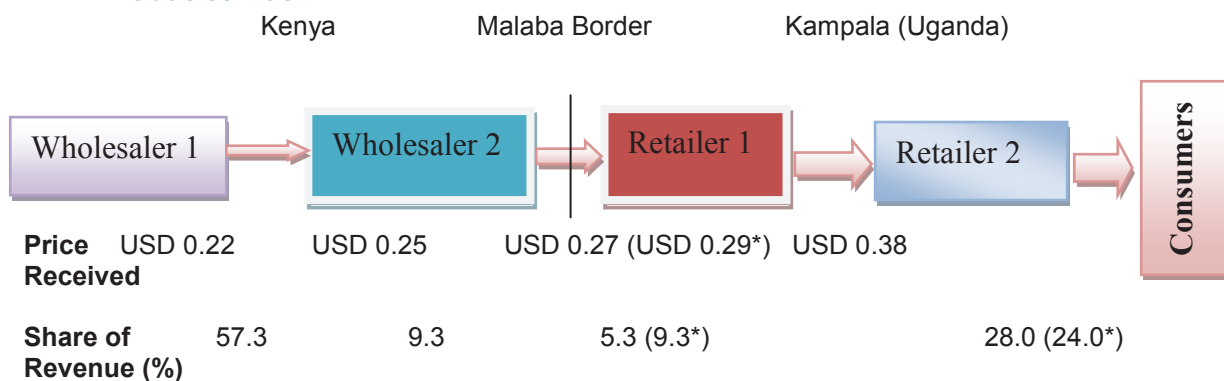 Kenya Malaba Border Kampala (Uganda)
Wholesaler 1 Wholesaler 2 Retailer 1 Retailer 2 Consumers
Price USD 0.22 USD 0.25 USD 0.27 (USD 0.29*) USD 0.38
Received
Share of 57.3 9.3 5.3 (9.3*) 28.0 (24.0*)
Revenue (%)